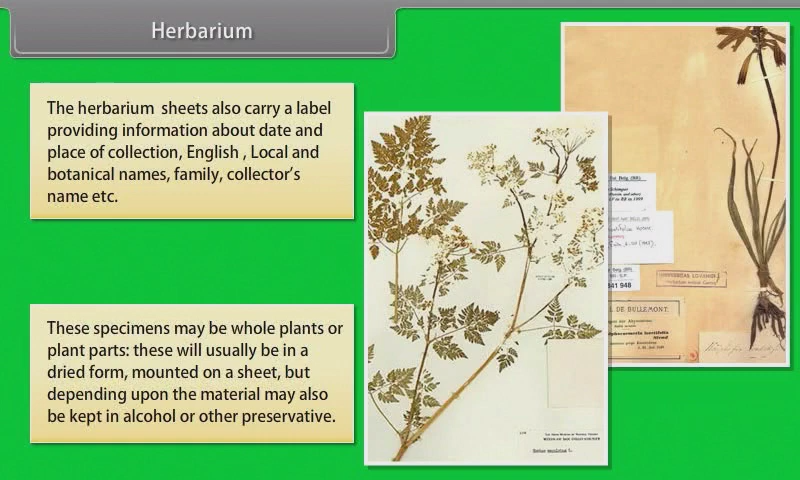 Herbarium
The herbarium sheets also carry a label
providing information about date and
place of collection, English , Local and
botanical names, family, collector's
name etc.
These specimens may be whole plants or
plant parts: these will usually be in a
dried form, mounted on a sheet, but
depending upon the material may also
be kept in alcohol or other preservative.
841 948
L DE BULLEMONT.